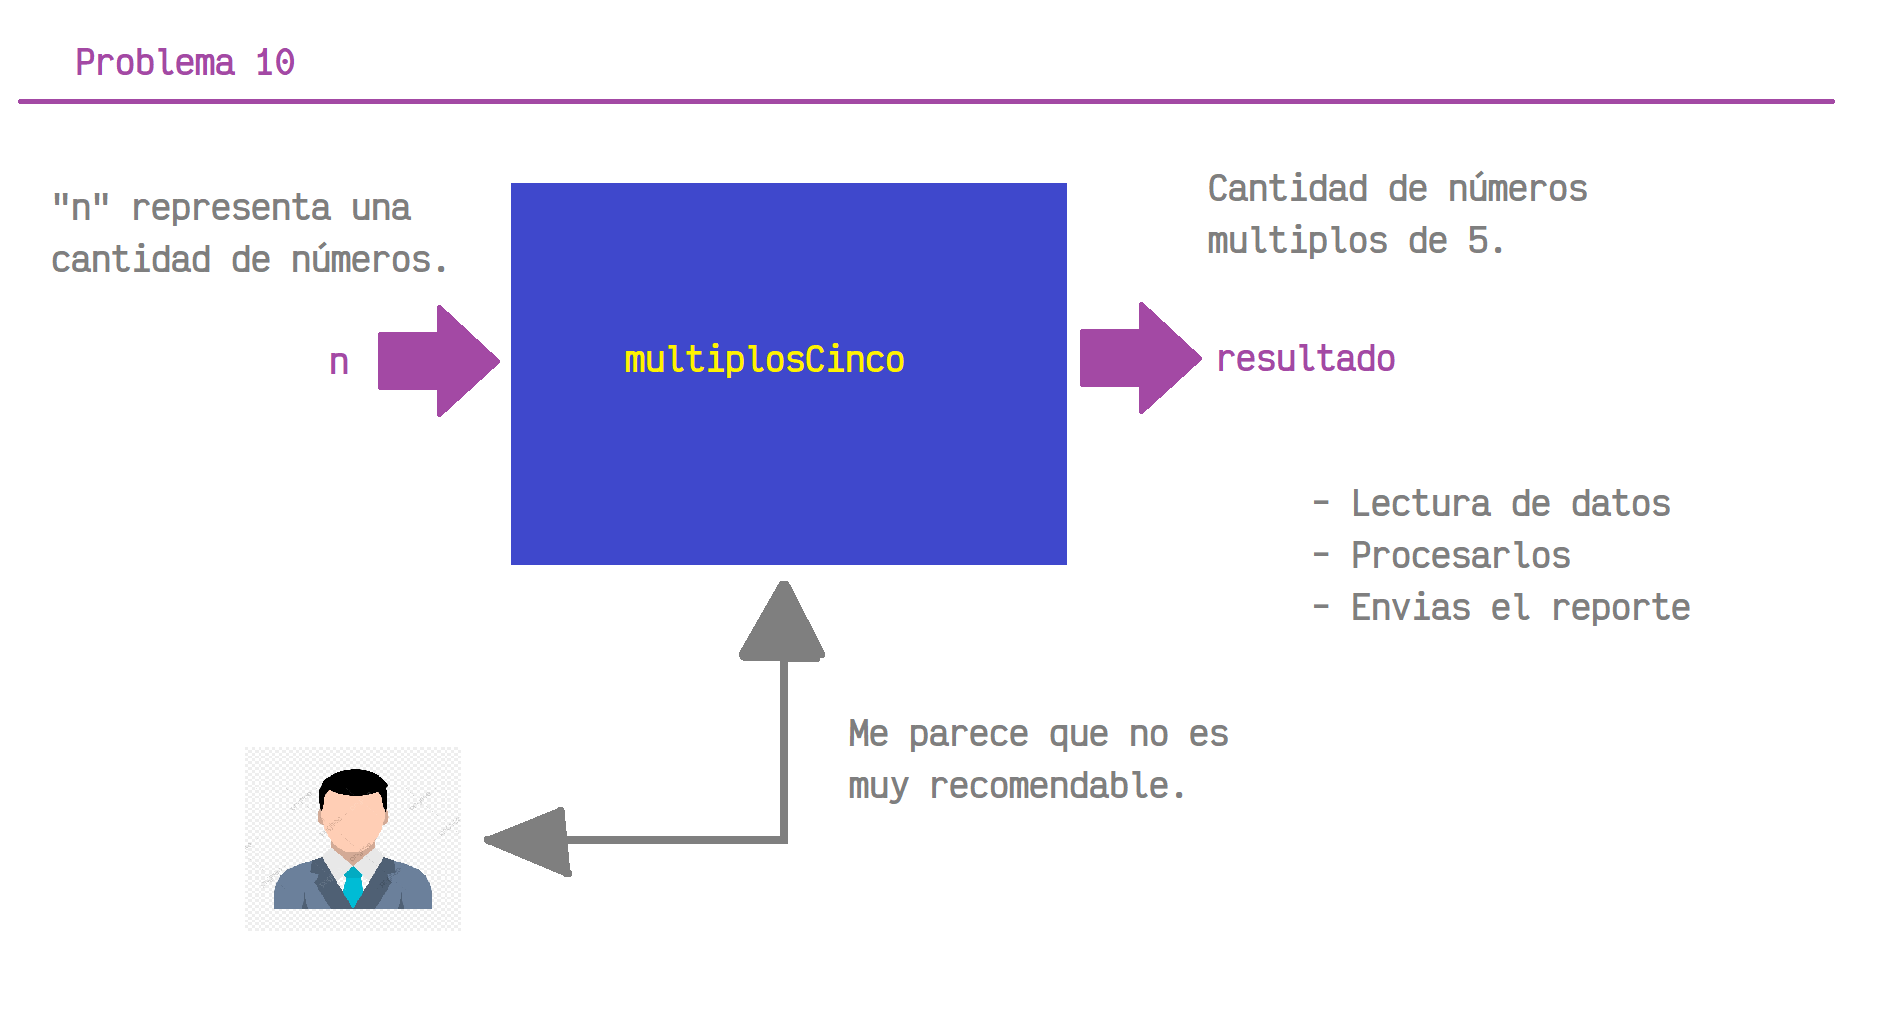 Problema 10
"n" representa una
cantidad de números.
n
multiplosCinco
Cantidad de números
multiplos de 5.
resultado
- Lectura de datos
- Procesarlos
- Envias el reporte
Me parece que no es
muy recomendable.